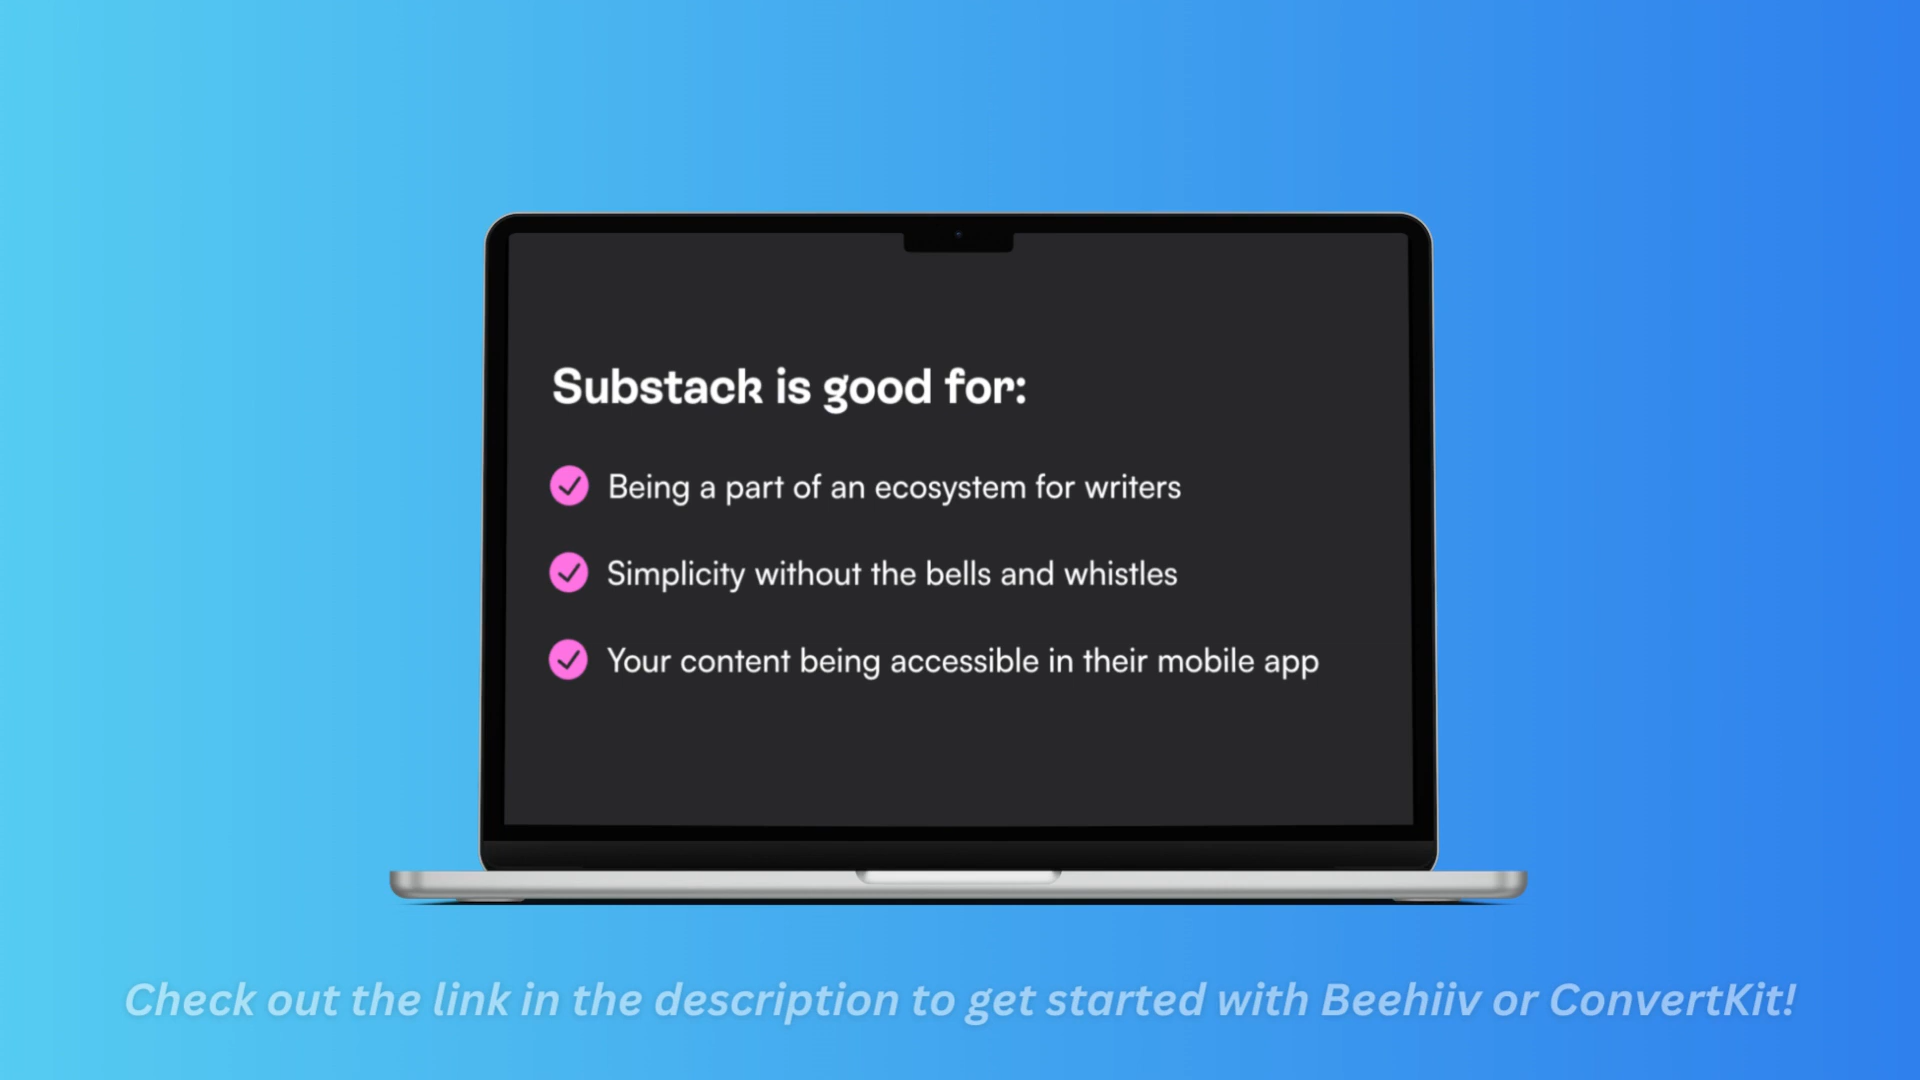 Substack is good for:
Being a part of an ecosystem for writers
Simplicity without the bells and whistles
Your content being accessible in their mobile app
Check out the link in the description to get started with Beehiiv or ConvertKit!